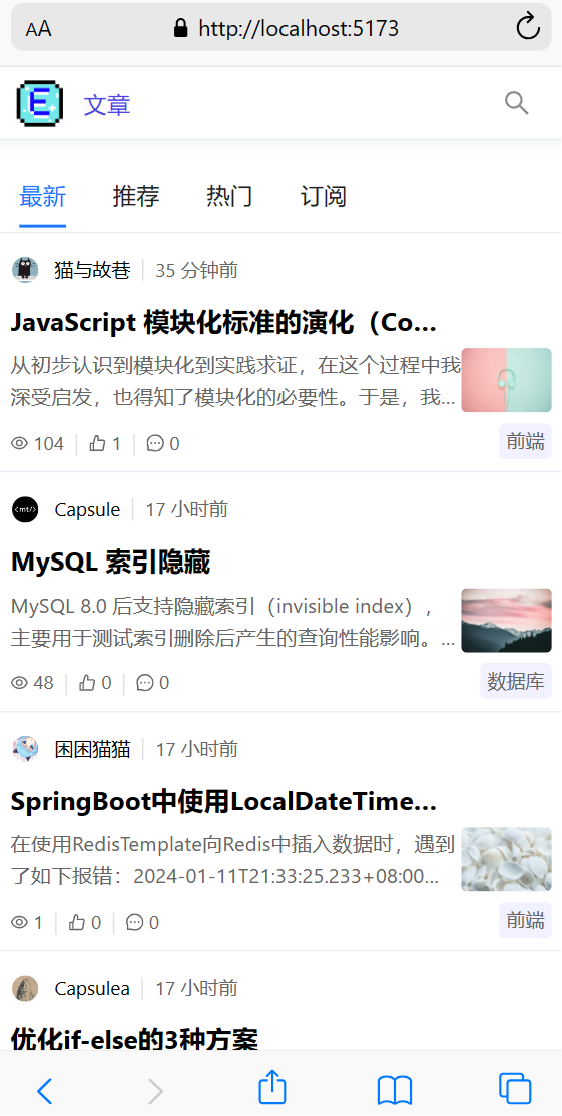 AA http://localhost:5173
E 文章
最新 推荐 热门 订阅
猫与故巷 35 分钟前
JavaScript 模块化标准的演化（Co...
从初步认识到模块化到实践求证，在这个过程中我
深受启发，也得知了模块化的必要性。于是，我...
104 1 0 前端
<mt/> Capsule 17 小时前
MySQL 索引隐藏
MySQL 8.0 后支持隐藏索引（invisible index），
主要用于测试索引删除后产生的查询性能影响。...
48 0 0 数据库
困困猫猫 17 小时前
SpringBoot中使用LocalDateTime...
在使用RedisTemplate向Redis中插入数据时，遇到
了如下报错：2024-01-11T21:33:25.233+08:00...
1 0 0 前端
Capsulea 17 小时前
优化if-else的3种方案